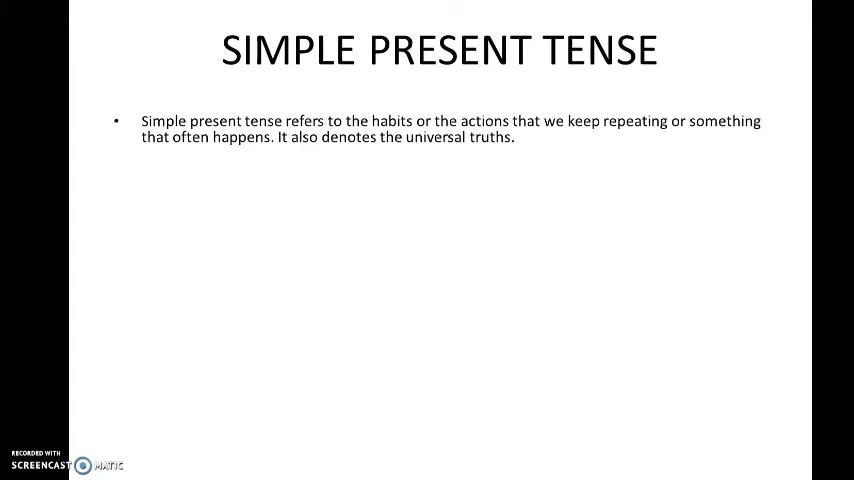 SIMPLE PRESENT TENSE
• Simple present tense refers to the habits or the actions that we keep repeating or something
that often happens. It also denotes the universal truths.
RECORDED WITH
SCREENCAST MATIC